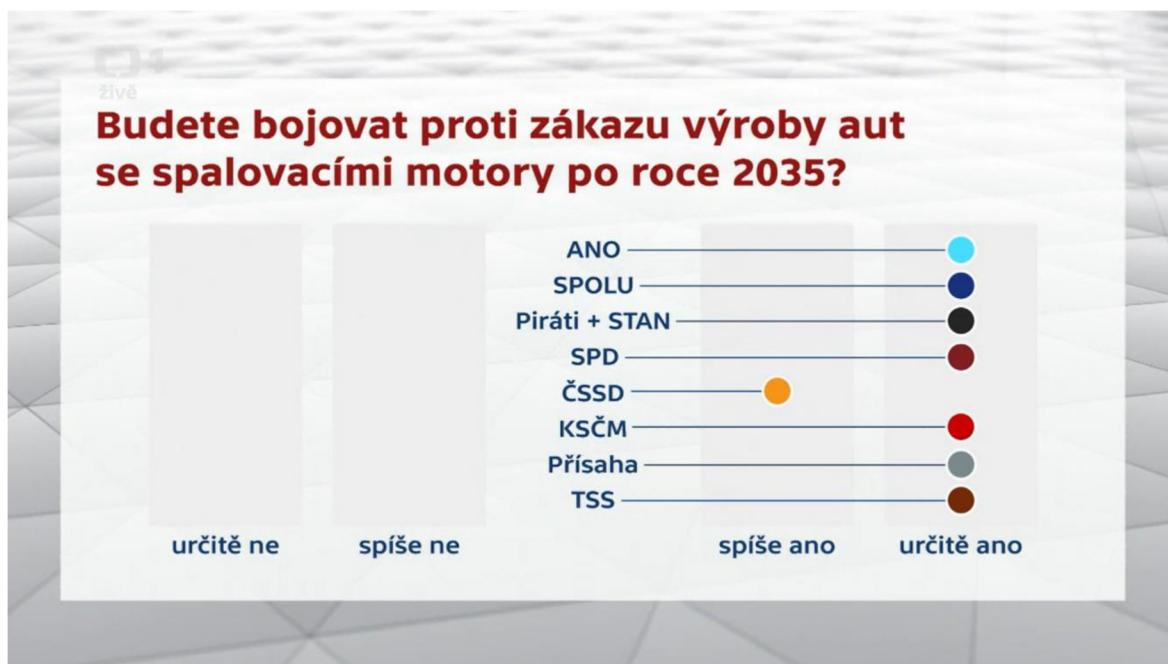 živě
Budete bojovat proti zákazu výroby aut
se spalovacími motory po roce 2035?
ANO
SPOLU
Piráti + STAN
SPD
ČSSD
KSČM
Přísaha
TSS
určitě ne
spíše ne
spíše ano
určitě ano